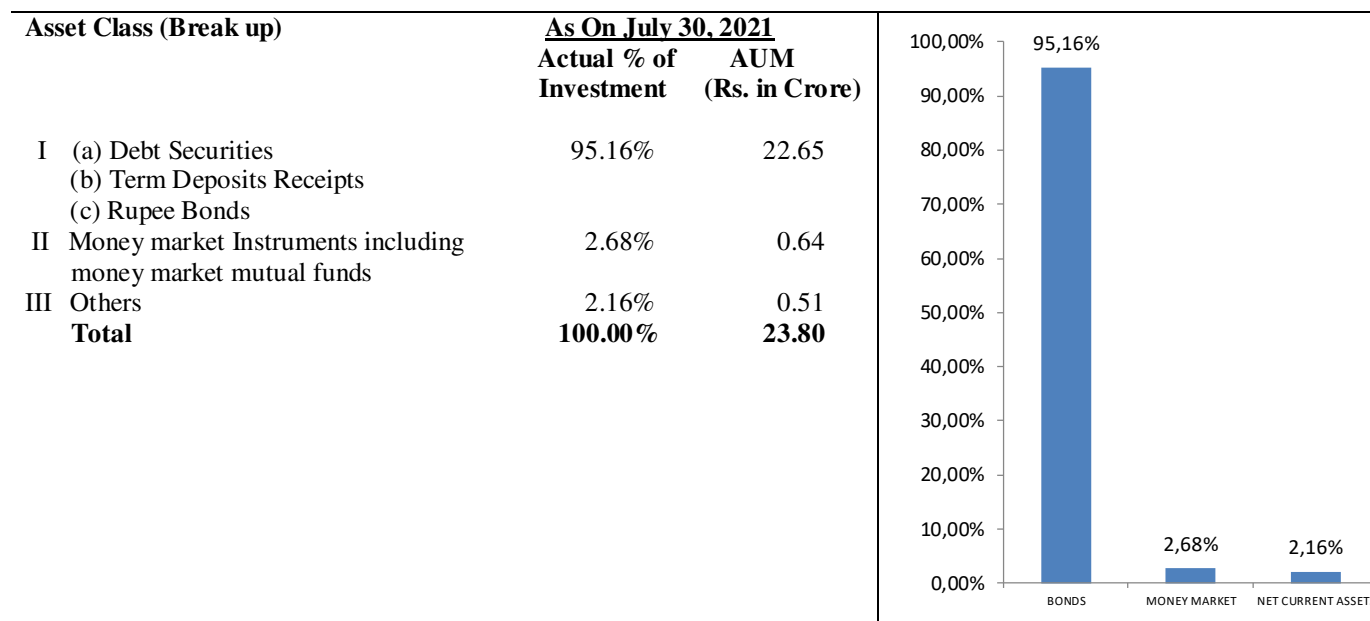 Asset Class (Break up) As On July 30, 2021
Actual % of AUM
Investment (Rs. in Crore)
I (a) Debt Securities 95.16% 22.65
(b) Term Deposits Receipts
(c) Rupee Bonds
II Money market Instruments including 2.68% 0.64
money market mutual funds
III Others 2.16% 0.51
Total 100.00% 23.80
100,00%
90,00%
80,00%
70,00%
60,00%
50,00%
40,00%
30,00%
20,00%
10,00%
0,00%
95,16%
2,68% 2,16%
BONDS MONEY MARKET NET CURRENT ASSET